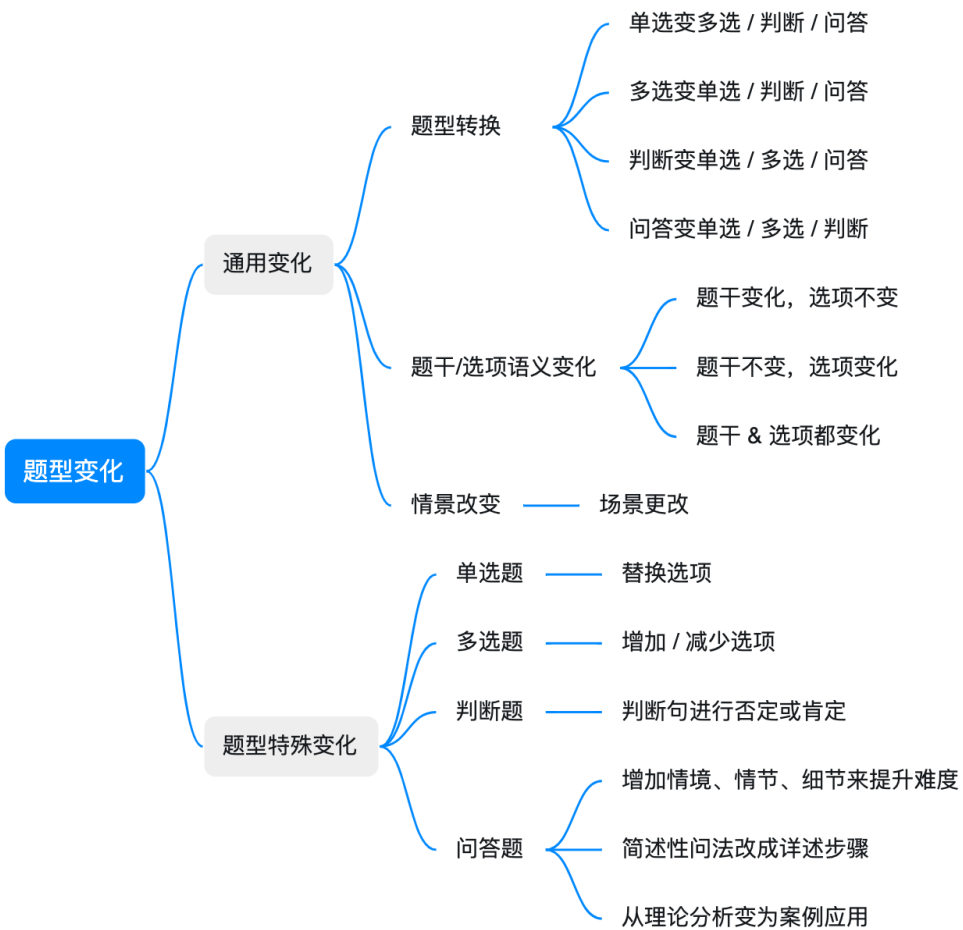 题型变化
通用变化
题型转换
单选变多选 / 判断 / 问答
多选变单选 / 判断 / 问答
判断变单选 / 多选 / 问答
问答变单选 / 多选 / 判断
题干/选项语义变化
题干变化，选项不变
题干不变，选项变化
题干 & 选项都变化
情景改变
场景更改
题型特殊变化
单选题
替换选项
多选题
增加 / 减少选项
判断题
判断句进行否定或肯定
问答题
增加情境、情节、细节来提升难度
简述性问法改成详述步骤
从理论分析变为案例应用